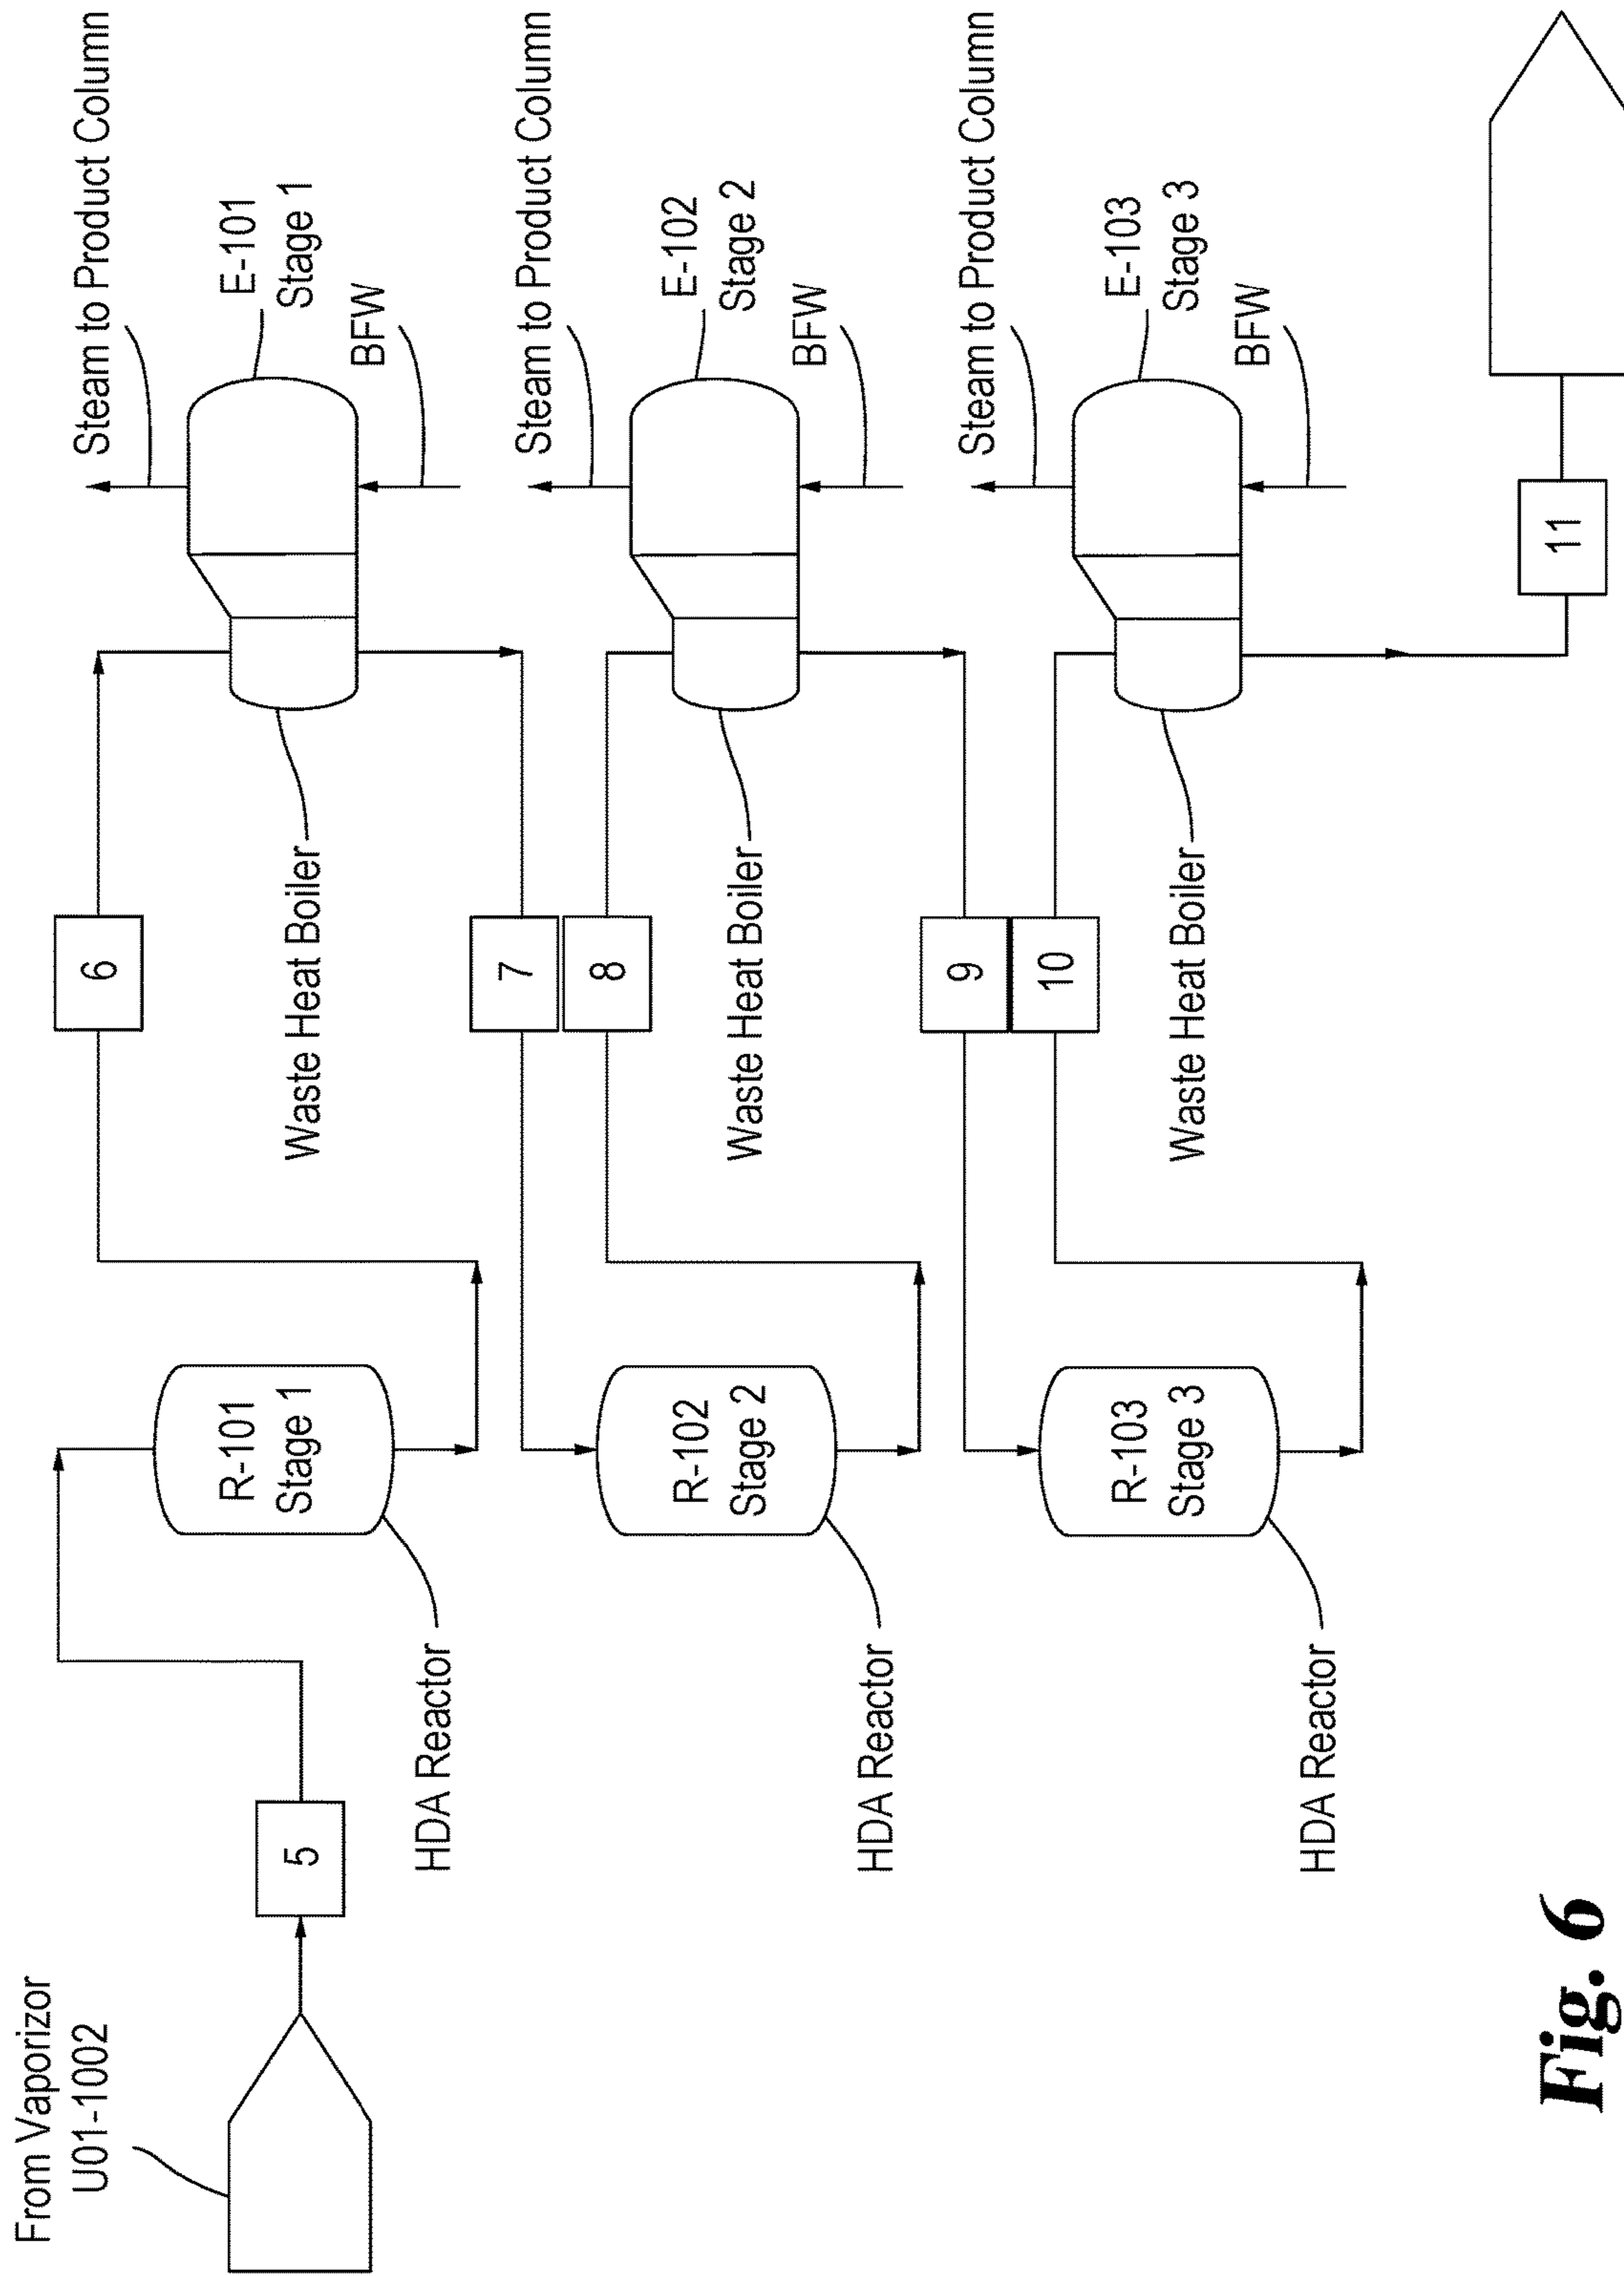 From Vaporizor
U01-1002
5
R-101
Stage 1
HDA Reactor
6
Waste Heat Boiler
Steam to Product Column
E-101
Stage 1
BFW
7
8
R-102
Stage 2
HDA Reactor
Waste Heat Boiler
Steam to Product Column
E-102
Stage 2
BFW
9
10
R-103
Stage 3
HDA Reactor
Waste Heat Boiler
Steam to Product Column
E-103
Stage 3
BFW
11
Fig. 6